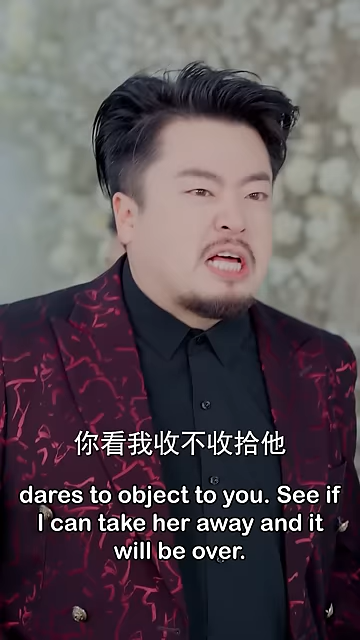 你看我收不收拾他
dares to object to you. See if
I can take her away and it
will be over.